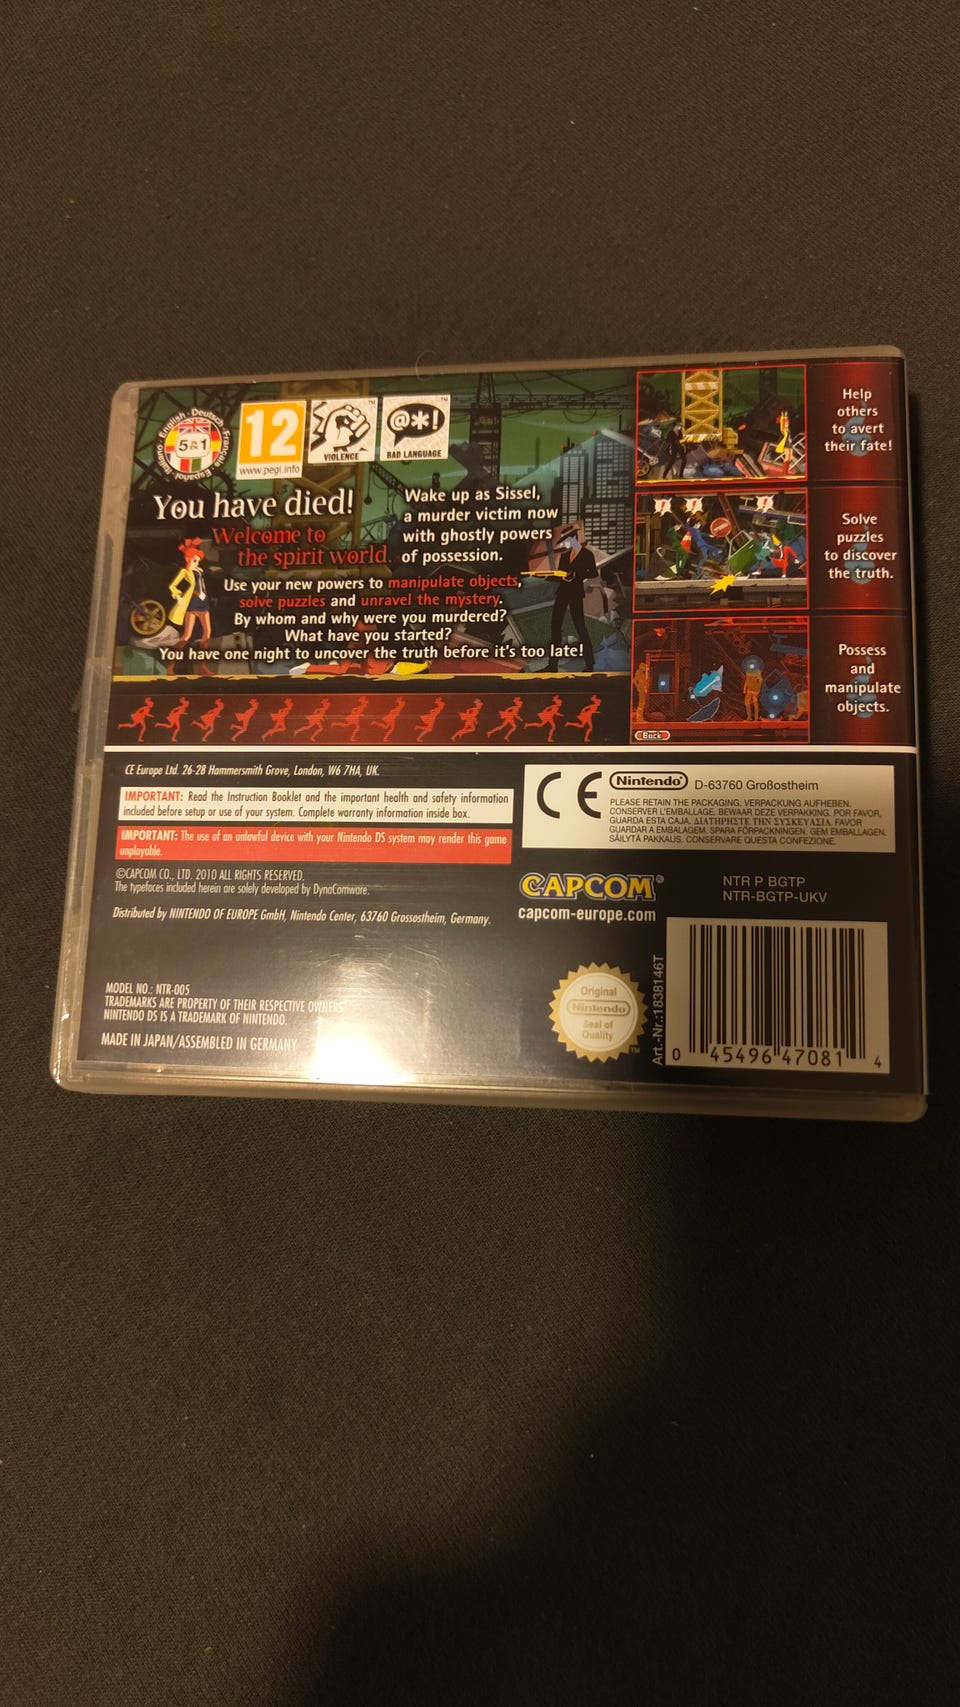 English · Deutsch · Français · Español · Italiano
5in1
12
www.pegi.info
VIOLENCE
@*!
BAD LANGUAGE
You have died!
Welcome to
the spirit world.
Wake up as Sissel,
a murder victim now
with ghostly powers
of possession.
Use your new powers to manipulate objects,
solve puzzles and unravel the mystery.
By whom and why were you murdered?
What have you started?
You have one night to uncover the truth before it's too late!
Help
others
to avert
their fate!
Solve
puzzles
to discover
the truth.
Possess
and
manipulate
objects.
Back
CE Europe Ltd. 26-28 Hammersmith Grove, London, W6 7HA, UK.
IMPORTANT: Read the Instruction Booklet and the important health and safety information
included before setup or use of your system. Complete warranty information inside box.
IMPORTANT: The use of an unlawful device with your Nintendo DS system may render this game
unplayable.
©CAPCOM CO., LTD. 2010 ALL RIGHTS RESERVED.
The typefaces included herein are solely developed by DynaComware.
Distributed by NINTENDO OF EUROPE GmbH, Nintendo Center, 63760 Grossostheim, Germany.
MODEL NO.: NTR-005
TRADEMARKS ARE PROPERTY OF THEIR RESPECTIVE OWNERS.
NINTENDO DS IS A TRADEMARK OF NINTENDO.
MADE IN JAPAN/ASSEMBLED IN GERMANY
CE
Nintendo® D-63760 Großostheim
PLEASE RETAIN THE PACKAGING. VERPACKUNG AUFHEBEN.
CONSERVER L'EMBALLAGE. BEWAAR DEZE VERPAKKING. POR FAVOR,
GUARDA ESTA CAJA. ΔΙΑΤΗΡΗΣΤΕ ΤΗΝ ΣΥΣΚΕΥΑΣΙΑ. FAVOR
GUARDAR A EMBALAGEM. SPARA FÖRPACKNINGEN. GEM EMBALLAGEN.
SÄILYTÄ PAKKAUS. CONSERVARE QUESTA CONFEZIONE.
CAPCOM®
capcom-europe.com
NTR P BGTP
NTR-BGTP-UKV
Original
Nintendo
Seal of
Quality
TM
Art.-Nr.:1838146T
0 45496 47081 4